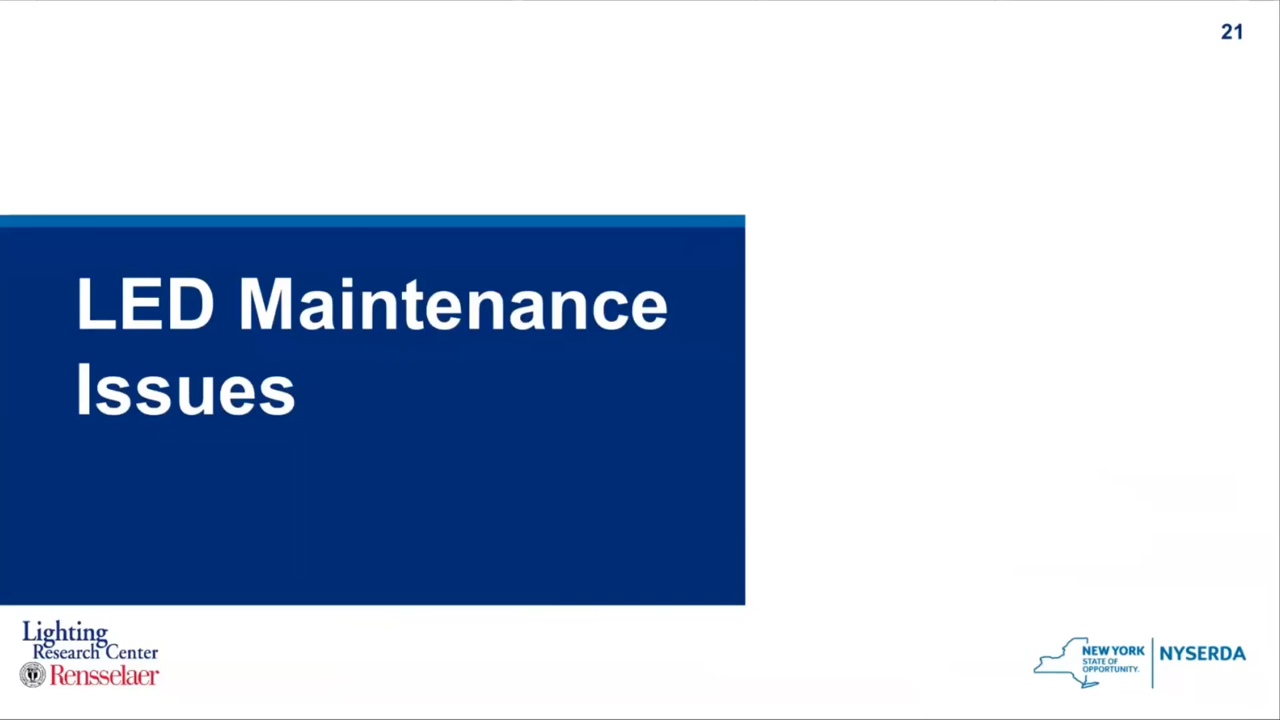 21
LED Maintenance
Issues
Lighting
Research Center
Rensselaer
NEW YORK
STATE OF
OPPORTUNITY.
NYSERDA